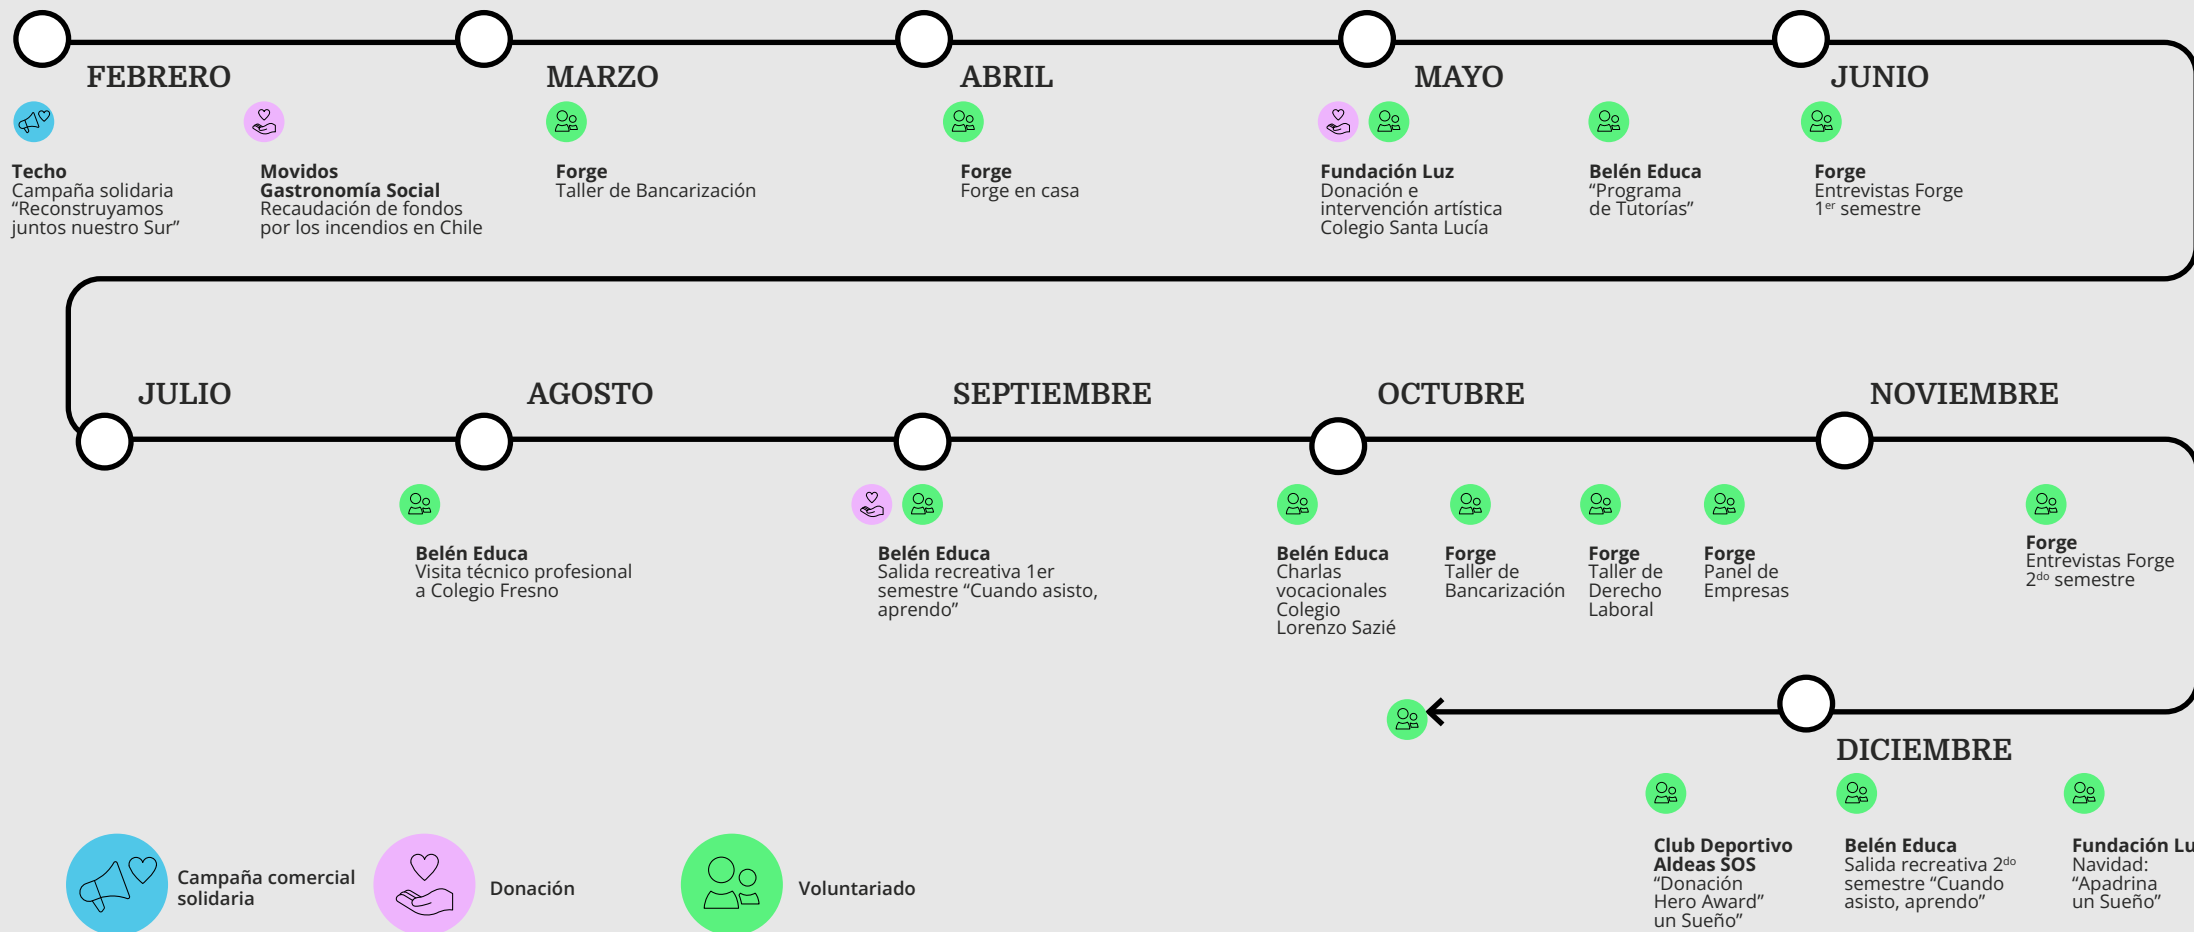 FEBRERO
MARZO
ABRIL
MAYO
JUNIO
Techo
Campaña solidaria
“Reconstruyamos
juntos nuestro Sur”
Movidos
Gastronomía Social
Recaudación de fondos
por los incendios en Chile
Forge
Taller de Bancarización
Forge
Forge en casa
Fundación Luz
Donación e
intervención artística
Colegio Santa Lucía
Belén Educa
“Programa
de Tutorías”
Forge
Entrevistas Forge
1er semestre
JULIO
AGOSTO
SEPTIEMBRE
OCTUBRE
NOVIEMBRE
Belén Educa
Visita técnico profesional
a Colegio Fresno
Belén Educa
Salida recreativa 1er
semestre “Cuando asisto,
aprendo”
Belén Educa
Charlas
vocacionales
Colegio
Lorenzo Sazié
Forge
Taller de
Bancarización
Forge
Taller de
Derecho
Laboral
Forge
Panel de
Empresas
Forge
Entrevistas Forge
2do semestre
DICIEMBRE
Club Deportivo
Aldeas SOS
“Donación
Hero Award”
un Sueño”
Belén Educa
Salida recreativa 2do
semestre “Cuando
asisto, aprendo”
Fundación Lu
Navidad:
“Apadrina
un Sueño”
Campaña comercial
solidaria
Donación
Voluntariado